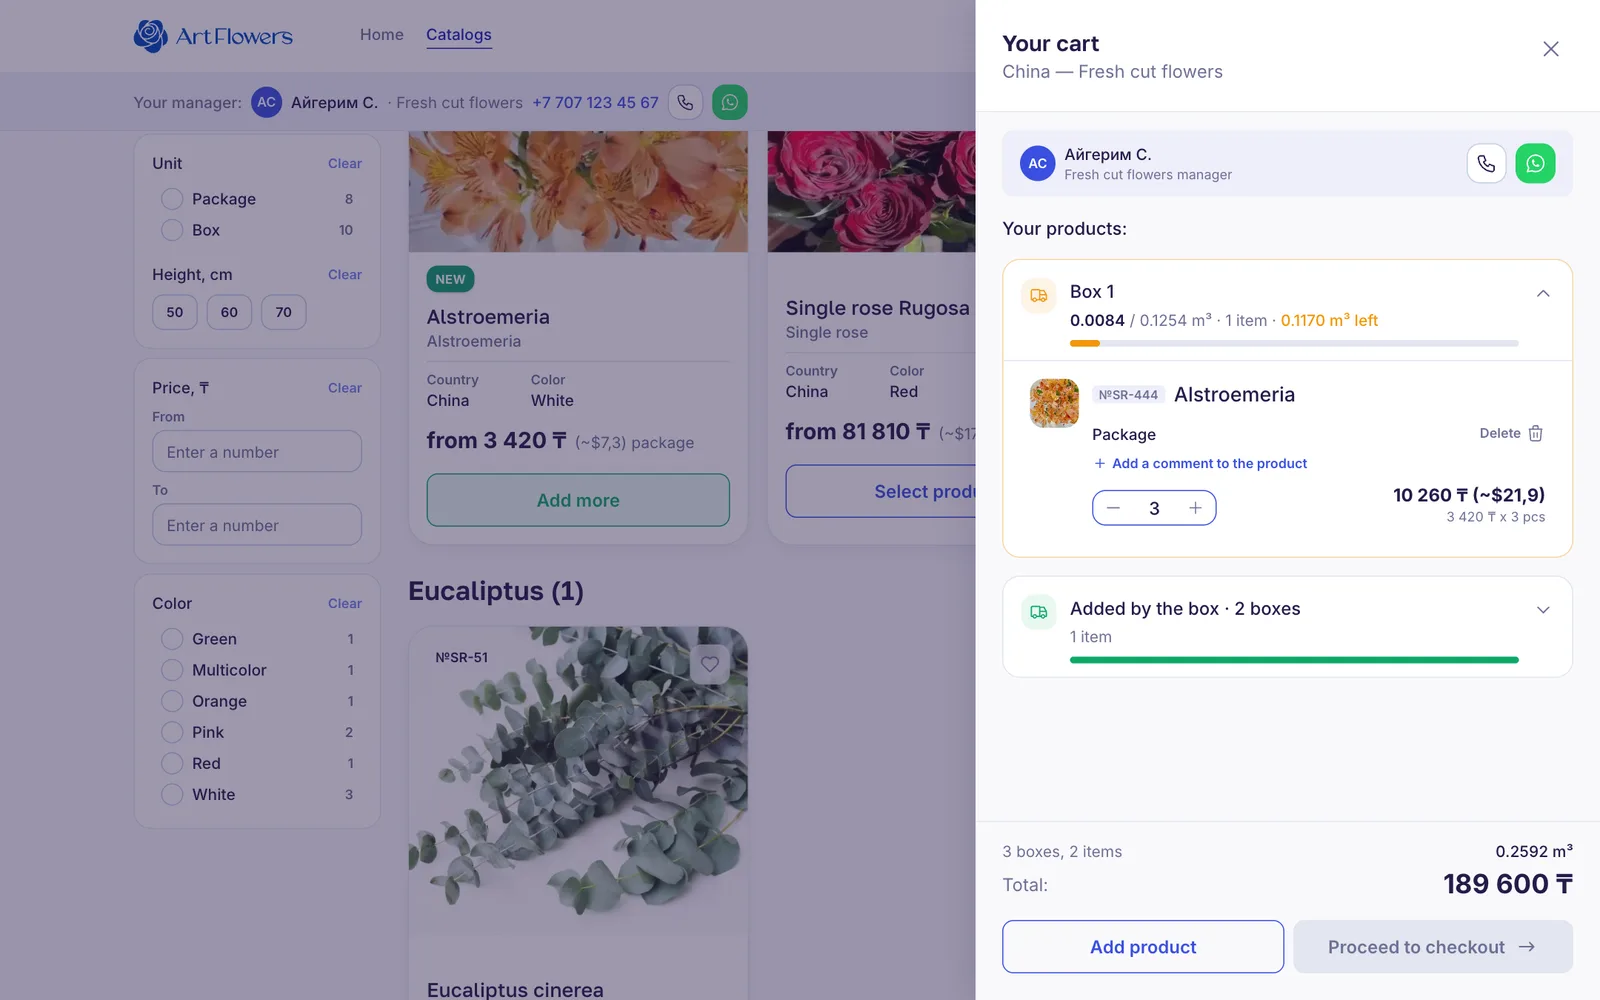 Art Flowers
Home
Catalogs
Your manager:
AC
Айгерим С.
· Fresh cut flowers
+7 707 123 45 67
Unit
Clear
Package
8
Box
10
Height, cm
Clear
50
60
70
Price, ₸
Clear
From
Enter a number
To
Enter a number
Color
Clear
Green
1
Multicolor
1
Orange
1
Pink
2
Red
1
White
3
NEW
Alstroemeria
Alstroemeria
Country
Color
China
White
from 3 420 ₸ (~$7,3) package
Add more
Single rose Rugosa
Single rose
Country
Color
China
Red
from 81 810 ₸ (~$17
Select produ
Eucaliptus (1)
№SR-51
Eucaliptus cinerea
Your cart
China — Fresh cut flowers
AC
Айгерим С.
Fresh cut flowers manager
Your products:
Box 1
0.0084 / 0.1254 m³ · 1 item · 0.1170 m³ left
№SR-444
Alstroemeria
Package
Delete
+ Add a comment to the product
3
10 260 ₸ (~$21,9)
3 420 ₸ x 3 pcs
Added by the box · 2 boxes
1 item
3 boxes, 2 items
0.2592 m³
Total:
189 600 ₸
Add product
Proceed to checkout →